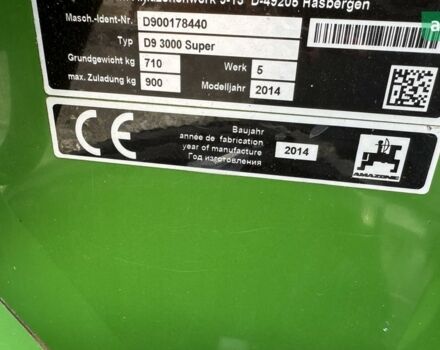 D-49205 Hasbergen
Masch.-Ident-Nr. D900178440
Typ D9 3000 Super
Grundgewicht kg 710 Werk 5
max. Zuladung kg 900 Modelljahr 2014
CE Baujahr
année de fabrication
year of manufacture 2014
Год изготовления
AMAZONE